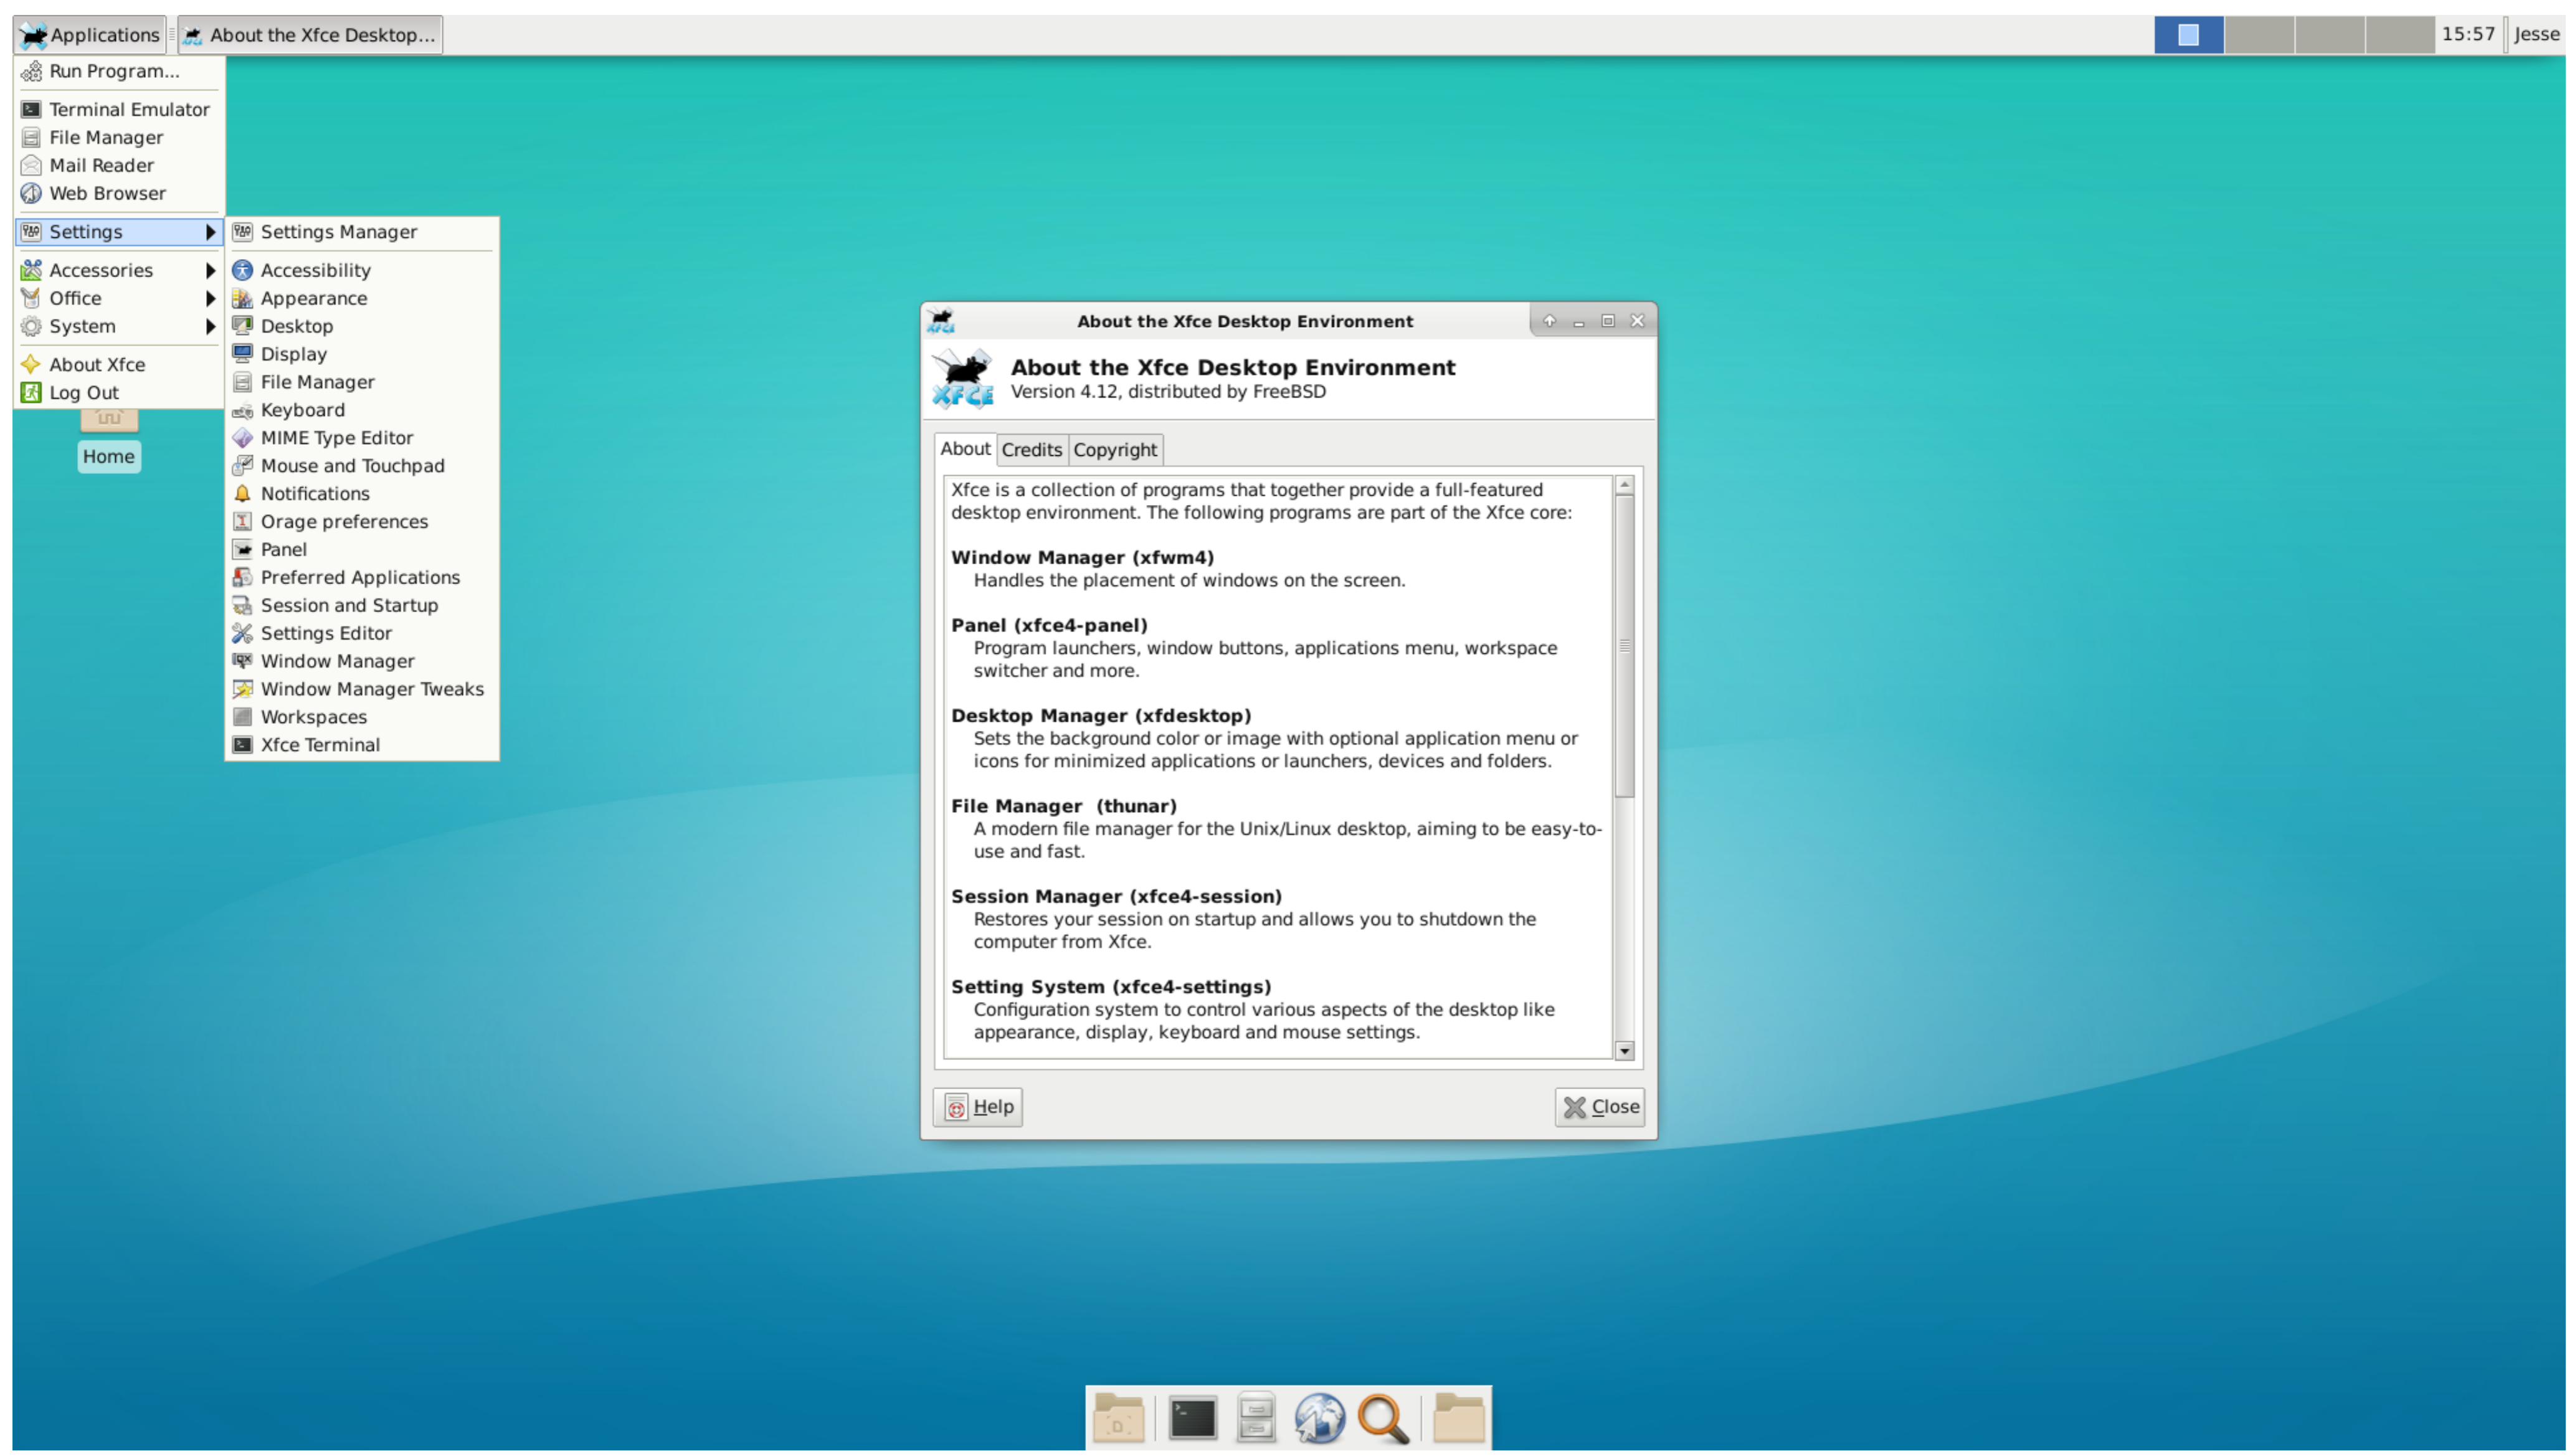 Applications
About the Xfce Desktop...
15:57
Jesse
Run Program...
Terminal Emulator
File Manager
Mail Reader
Web Browser
Settings
Accessories
Office
System
About Xfce
Log Out
Home
Settings Manager
Accessibility
Appearance
Desktop
Display
File Manager
Keyboard
MIME Type Editor
Mouse and Touchpad
Notifications
Orage preferences
Panel
Preferred Applications
Session and Startup
Settings Editor
Window Manager
Window Manager Tweaks
Workspaces
Xfce Terminal
About the Xfce Desktop Environment
XFCE
About the Xfce Desktop Environment
Version 4.12, distributed by FreeBSD
About
Credits
Copyright
Xfce is a collection of programs that together provide a full-featured
desktop environment. The following programs are part of the Xfce core:
Window Manager (xfwm4)
Handles the placement of windows on the screen.
Panel (xfce4-panel)
Program launchers, window buttons, applications menu, workspace
switcher and more.
Desktop Manager (xfdesktop)
Sets the background color or image with optional application menu or
icons for minimized applications or launchers, devices and folders.
File Manager  (thunar)
A modern file manager for the Unix/Linux desktop, aiming to be easy-to-
use and fast.
Session Manager (xfce4-session)
Restores your session on startup and allows you to shutdown the
computer from Xfce.
Setting System (xfce4-settings)
Configuration system to control various aspects of the desktop like
appearance, display, keyboard and mouse settings.
Help
Close